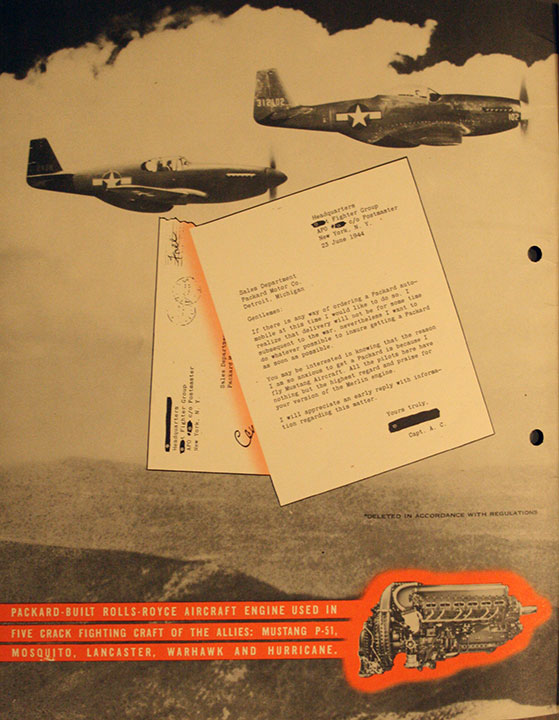 312102
102
Headquarters
Fighter Group
APO c/o Postmaster
New York, N. Y.
23 June 1944
Sales Department
Packard Motor Co.
Detroit, Michigan
Gentlemen:
If there is any way of ordering a Packard auto-
mobile at this time I would like to do so. I
realize that delivery will not be for some time
subsequent to the war, nevertheless I want to
do whatever possible to insure getting a Packard
as soon as possible.
You may be interested in knowing that the reason
I am so anxious to get a Packard is because I
fly Mustang Aircraft. All the pilots here have
nothing but the highest regard and praise for
your version of the Merlin engine.
I will appreciate an early reply with informa-
tion regarding this matter.
Yours truly,
Capt. A. C.
Free
Headquarters
Fighter Group
APO c/o Postmaster
New York, N. Y.
Sales Departm
Packard M
*DELETED IN ACCORDANCE WITH REGULATIONS
PACKARD-BUILT ROLLS-ROYCE AIRCRAFT ENGINE USED IN
FIVE CRACK FIGHTING CRAFT OF THE ALLIES: MUSTANG P-51,
MOSQUITO, LANCASTER, WARHAWK AND HURRICANE.